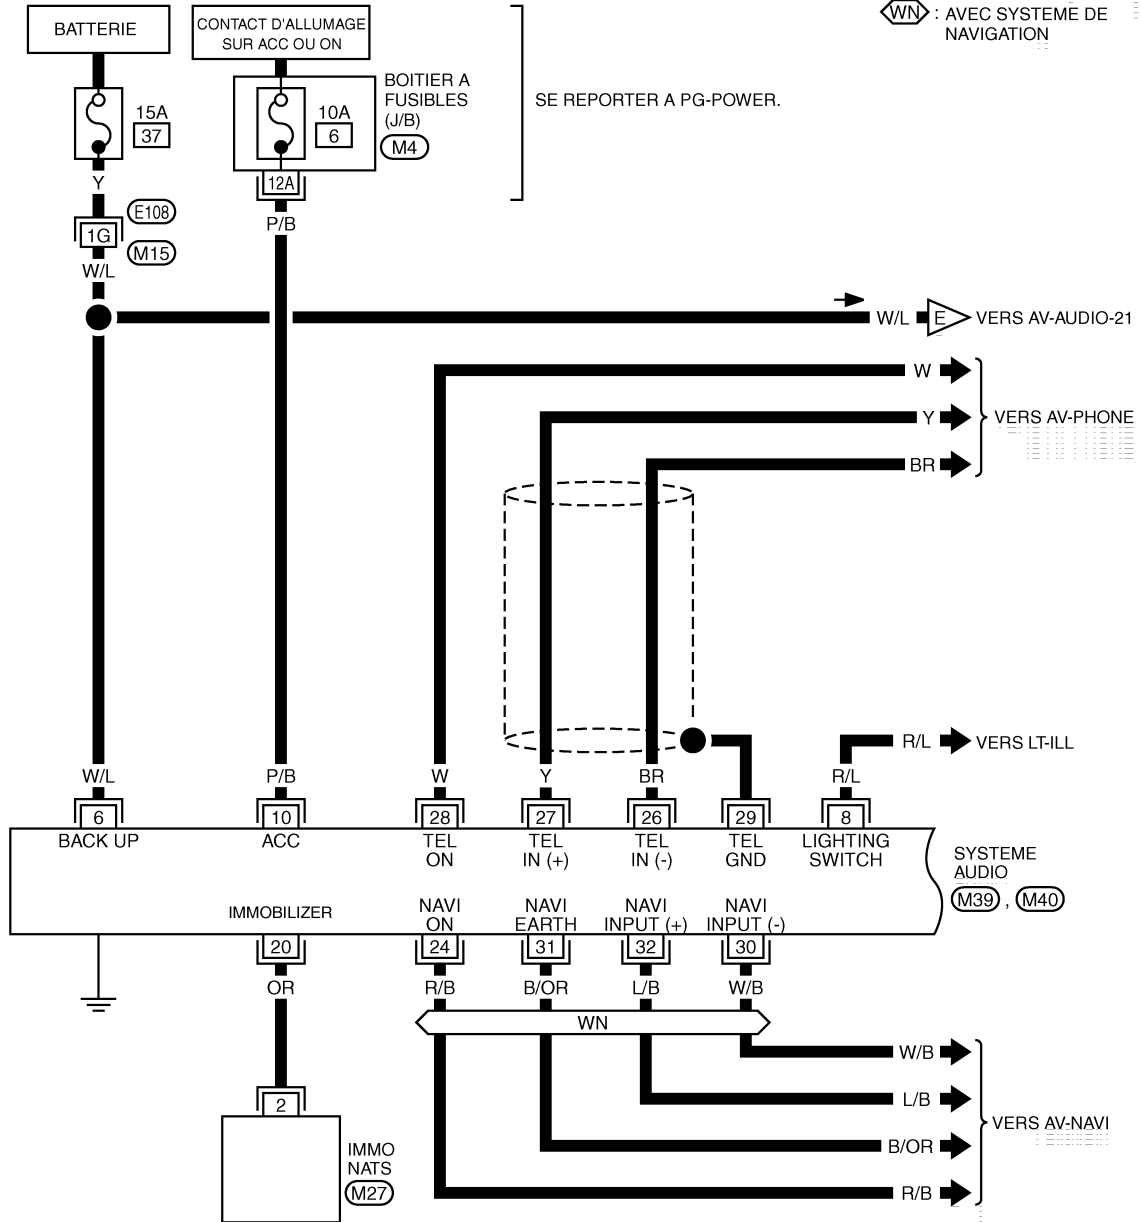 BATTERIE
CONTACT D'ALLUMAGE
SUR ACC OU ON
WN : AVEC SYSTEME DE
NAVIGATION
15A
37
10A
6
BOITIER A
FUSIBLES
(J/B)
M4
SE REPORTER A PG-POWER.
Y
12A
E108
1G
M15
P/B
W/L
W/L
E
VERS AV-AUDIO-21
W
Y
VERS AV-PHONE
BR
R/L
VERS LT-ILL
W/L
P/B
W
Y
BR
R/L
6
10
28
27
26
29
8
BACK UP
ACC
TEL
ON
TEL
IN (+)
TEL
IN (-)
TEL
GND
LIGHTING
SWITCH
SYSTEME
AUDIO
M39 , M40
IMMOBILIZER
NAVI
ON
NAVI
EARTH
NAVI
INPUT (+)
NAVI
INPUT (-)
20
24
31
32
30
OR
R/B
B/OR
L/B
W/B
WN
W/B
L/B
VERS AV-NAVI
B/OR
R/B
2
IMMO
NATS
M27